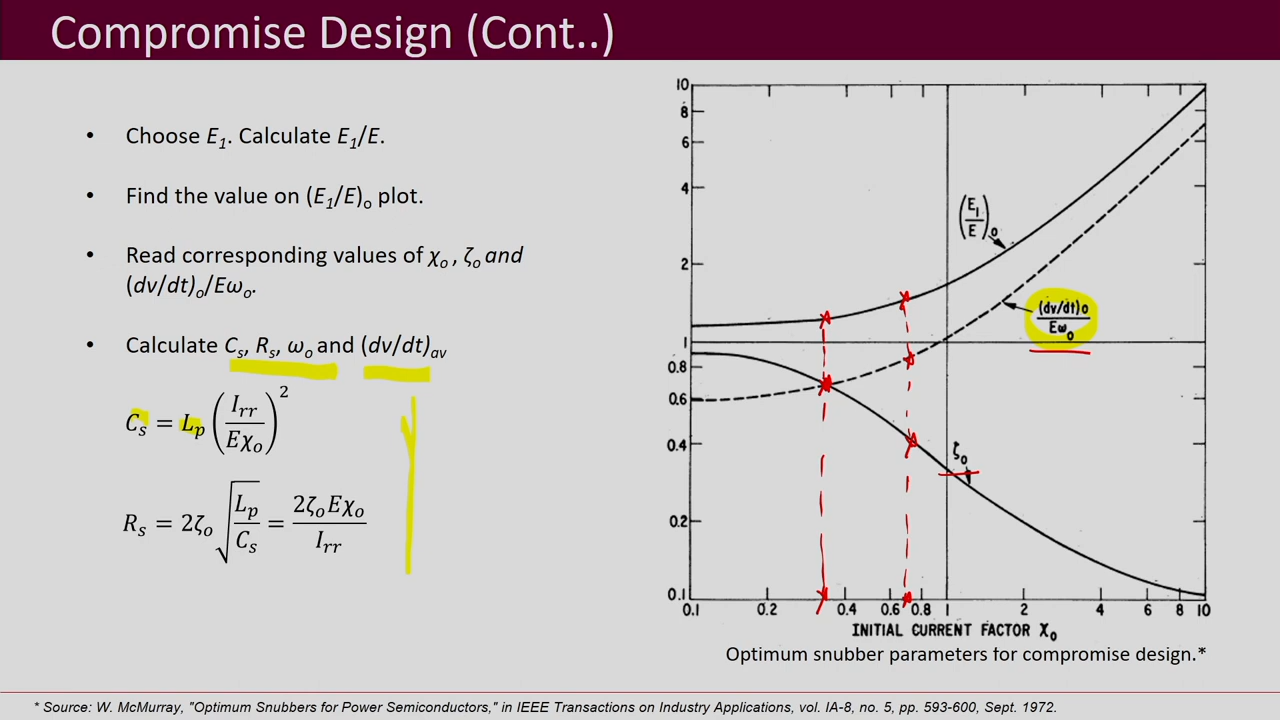 Compromise Design (Cont..)
• Choose E₁. Calculate E₁/E.
• Find the value on (E₁/E)ₒ plot.
• Read corresponding values of χₒ , ζₒ and
(dv/dt)ₒ/Eωₒ.
• Calculate Cₛ, Rₛ, ωₒ and (dv/dt)ₐᵥ
Cₛ = Lₚ (Iᵣᵣ / Eχₒ)²
Rₛ = 2ζₒ √(Lₚ / Cₛ) = 2ζₒEχₒ / Iᵣᵣ
10
8
6
4
2
1
0.8
0.6
0.4
0.2
0.1
(E₁/E)ₒ
(dv/dt)ₒ
Eωₒ
ζₒ
0.1 0.2 0.4 0.6 0.8 1 2 4 6 8 10
INITIAL CURRENT FACTOR χₒ
Optimum snubber parameters for compromise design.*
* Source: W. McMurray, "Optimum Snubbers for Power Semiconductors," in IEEE Transactions on Industry Applications, vol. IA-8, no. 5, pp. 593-600, Sept. 1972.